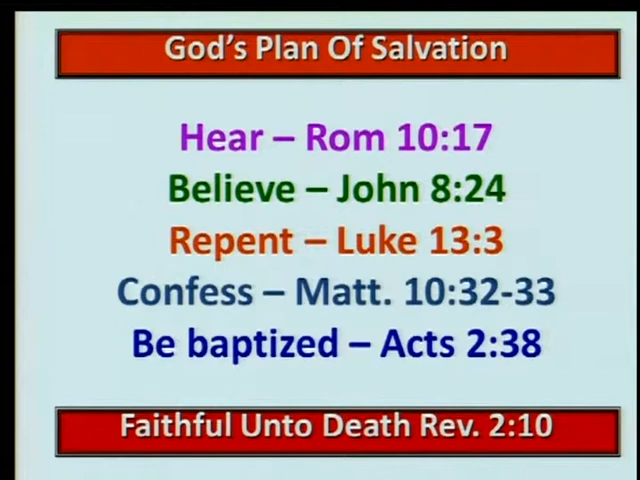 God's Plan Of Salvation
Hear – Rom 10:17
Believe – John 8:24
Repent – Luke 13:3
Confess – Matt. 10:32-33
Be baptized – Acts 2:38
Faithful Unto Death Rev. 2:10